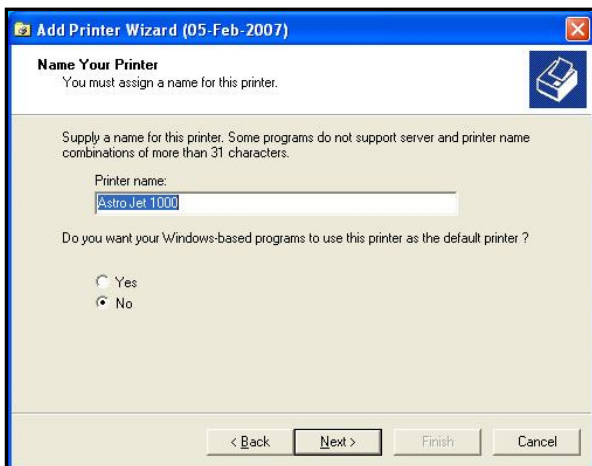 Add Printer Wizard (05-Feb-2007)
Name Your Printer
You must assign a name for this printer.
Supply a name for this printer. Some programs do not support server and printer name
combinations of more than 31 characters.
Printer name:
Astro Jet 1000
Do you want your Windows-based programs to use this printer as the default printer ?
Yes
No
< Back Next > Finish Cancel